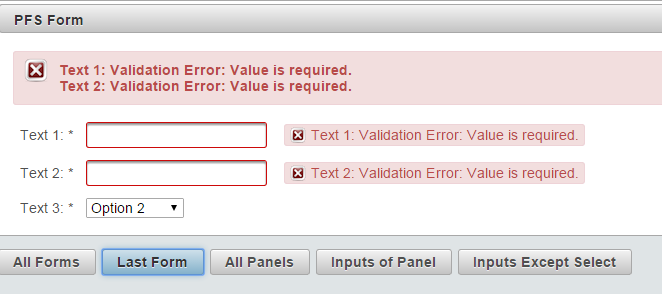 PFS Form
Text 1: Validation Error: Value is required.
Text 2: Validation Error: Value is required.
Text 1: * Text 1: Validation Error: Value is required.
Text 2: * Text 2: Validation Error: Value is required.
Text 3: * Option 2
All Forms Last Form All Panels Inputs of Panel Inputs Except Select